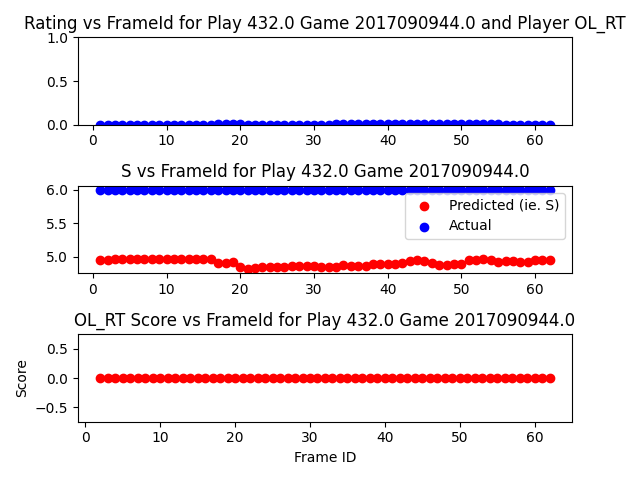 Rating vs FrameId for Play 432.0 Game 2017090944.0 and Player OL_RT
1.0
0.5
0.0
0 10 20 30 40 50 60
S vs FrameId for Play 432.0 Game 2017090944.0
6.0
5.5
5.0
Predicted (ie. S)
Actual
0 10 20 30 40 50 60
OL_RT Score vs FrameId for Play 432.0 Game 2017090944.0
Score
0.5
0.0
−0.5
0 10 20 30 40 50 60
Frame ID